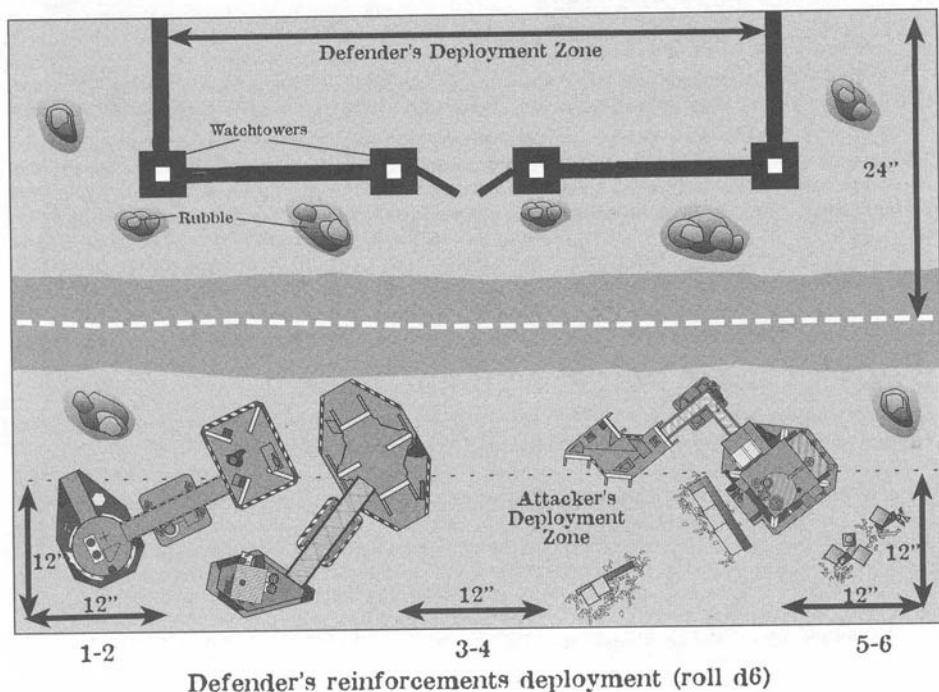 Defender's Deployment Zone
Watchtowers
24"
Rubble
Attacker's
Deployment
Zone
12"
12"
12"
12"
12"
1-2
3-4
5-6
Defender's reinforcements deployment (roll d6)